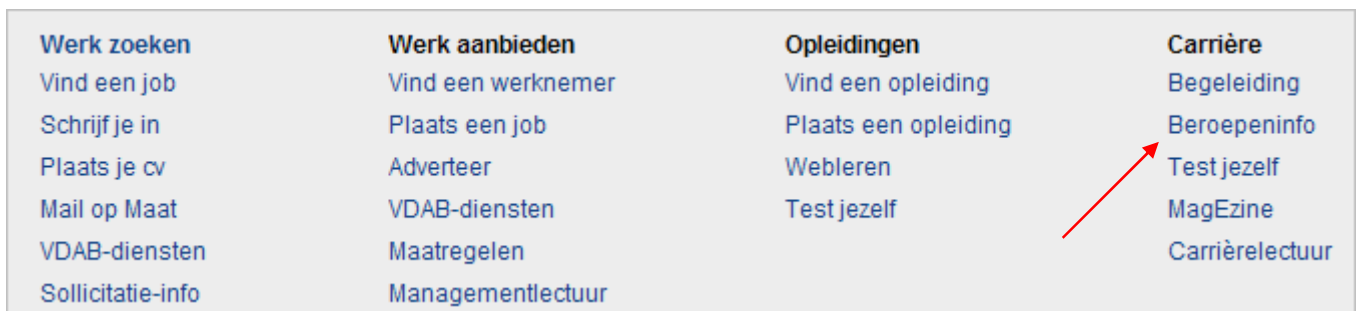 Werk zoeken
Vind een job
Schrijf je in
Plaats je cv
Mail op Maat
VDAB-diensten
Sollicitatie-info
Werk aanbieden
Vind een werknemer
Plaats een job
Adverteer
VDAB-diensten
Maatregelen
Managementlectuur
Opleidingen
Vind een opleiding
Plaats een opleiding
Webleren
Test jezelf
Carrière
Begeleiding
Beroepeninfo
Test jezelf
MagEzine
Carrièrelectuur